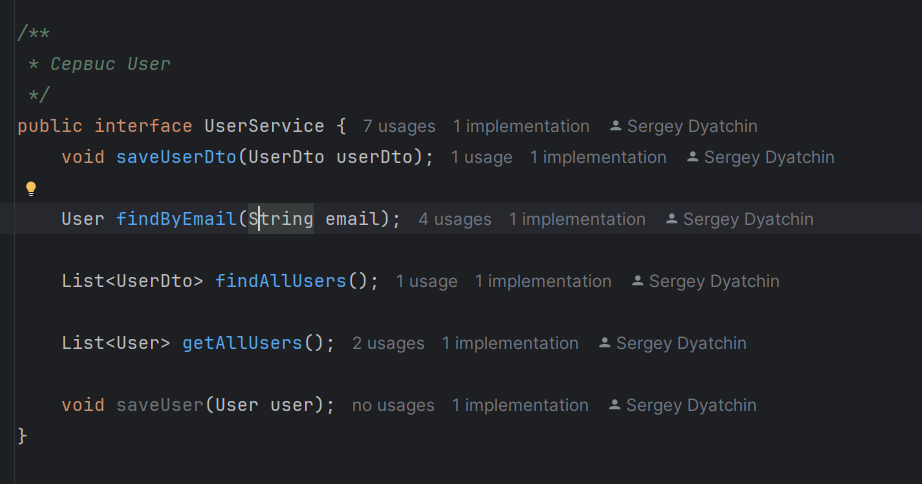 /**
* Сервис User
*/
public interface UserService { 7 usages 1 implementation Sergey Dyatchin
void saveUserDto(UserDto userDto); 1 usage 1 implementation Sergey Dyatchin
User findByEmail(String email); 4 usages 1 implementation Sergey Dyatchin
List<UserDto> findAllUsers(); 1 usage 1 implementation Sergey Dyatchin
List<User> getAllUsers(); 2 usages 1 implementation Sergey Dyatchin
void saveUser(User user); no usages 1 implementation Sergey Dyatchin
}